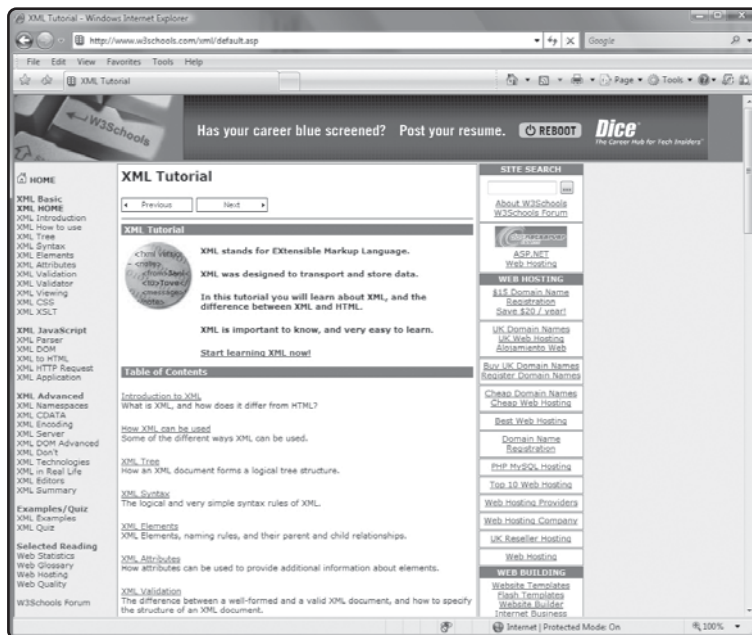 XML Tutorial - Windows Internet Explorer
http://www.w3schools.com/xml/default.asp
Google
File Edit View Favorites Tools Help
XML Tutorial
Page Tools
W3Schools
Has your career blue screened? Post your resume. REBOOT Dice
The Career Hub for Tech Insiders
HOME
XML Basic
XML HOME
XML Introduction
XML How to use
XML Tree
XML Syntax
XML Elements
XML Attributes
XML Validation
XML Validator
XML Viewing
XML CSS
XML XSLT
XML JavaScript
XML Parser
XML DOM
XML to HTML
XML HTTP Request
XML Application
XML Advanced
XML Namespaces
XML CDATA
XML Encoding
XML Server
XML DOM Advanced
XML Don't
XML Technologies
XML in Real Life
XML Editors
XML Summary
Examples/Quiz
XML Examples
XML Quiz
Selected Reading
Web Statistics
Web Glossary
Web Hosting
Web Quality
W3Schools Forum
XML Tutorial
Previous Next
XML Tutorial
XML stands for EXtensible Markup Language.
XML was designed to transport and store data.
In this tutorial you will learn about XML, and the
difference between XML and HTML.
XML is important to know, and very easy to learn.
Start learning XML now!
Table of Contents
Introduction to XML
What is XML, and how does it differ from HTML?
How XML can be used
Some of the different ways XML can be used.
XML Tree
How an XML document forms a logical tree structure.
XML Syntax
The logical and very simple syntax rules of XML.
XML Elements
XML Elements, naming rules, and their parent and child relationships.
XML Attributes
How attributes can be used to provide additional information about elements.
XML Validation
The difference between a well-formed and a valid XML document, and how to specify
the structure of an XML document.
SITE SEARCH
...
About W3Schools
W3Schools Forum
ASP.NET
Web Hosting
WEB HOSTING
$15 Domain Name
Registration
Save $20 / year!
UK Domain Names
UK Web Hosting
Alojamiento Web
Buy UK Domain Names
Register Domain Names
Cheap Domain Names
Cheap Web Hosting
Best Web Hosting
Domain Name
Registration
PHP MySQL Hosting
Top 10 Web Hosting
Web Hosting Providers
Web Hosting Company
UK Reseller Hosting
Web Hosting
WEB BUILDING
Website Templates
Flash Templates
Website Builder
Internet Business
Internet | Protected Mode: On
100%